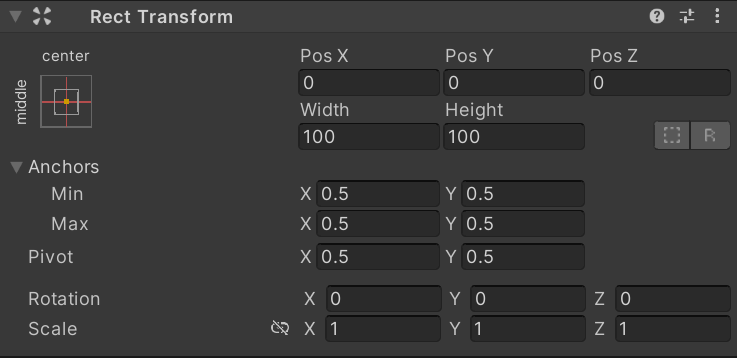 Rect Transform
center
middle
Pos X Pos Y Pos Z
0 0 0
Width Height
100 100 R
Anchors
Min X 0.5 Y 0.5
Max X 0.5 Y 0.5
Pivot X 0.5 Y 0.5
Rotation X 0 Y 0 Z 0
Scale X 1 Y 1 Z 1